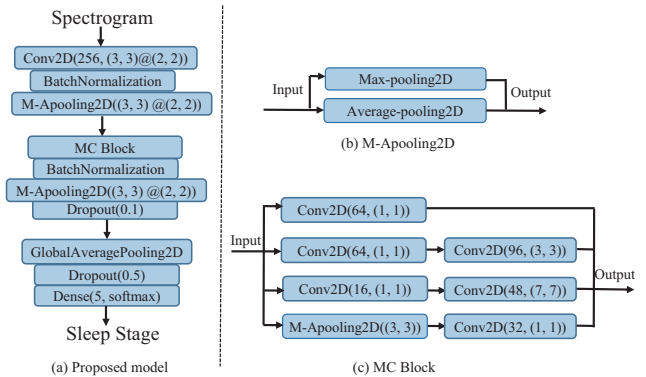 Spectrogram
Conv2D(256, (3, 3)@(2, 2))
BatchNormalization
M-Apooling2D((3, 3) @(2, 2))
MC Block
BatchNormalization
M-Apooling2D((3, 3) @(2, 2))
Dropout(0.1)
GlobalAveragePooling2D
Dropout(0.5)
Dense(5, softmax)
Sleep Stage
(a) Proposed model
Input
Max-pooling2D
Average-pooling2D
Output
(b) M-Apooling2D
Input
Conv2D(64, (1, 1))
Conv2D(64, (1, 1))
Conv2D(96, (3, 3))
Conv2D(16, (1, 1))
Conv2D(48, (7, 7))
M-Apooling2D((3, 3))
Conv2D(32, (1, 1))
Output
(c) MC Block